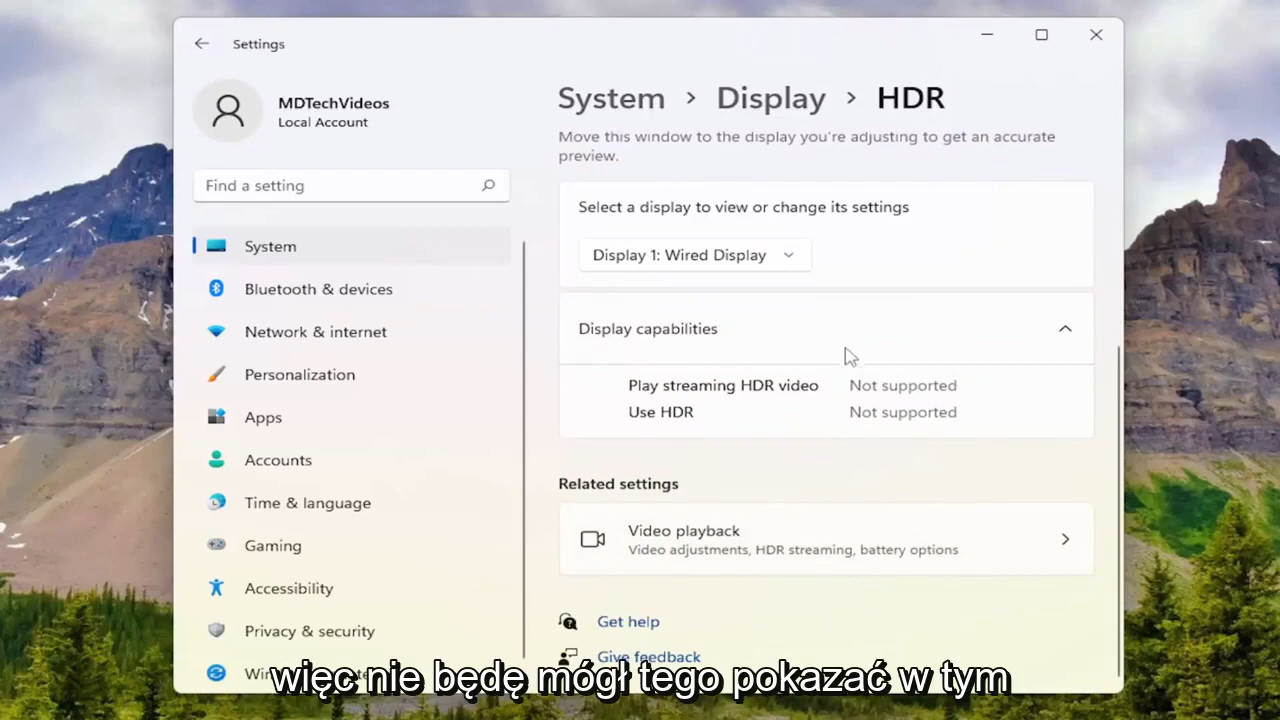 Settings
MDTechVideos
Local Account
Find a setting
System
Bluetooth & devices
Network & internet
Personalization
Apps
Accounts
Time & language
Gaming
Accessibility
Privacy & security
System > Display > HDR
Move this window to the display you're adjusting to get an accurate
preview.
Select a display to view or change its settings
Display 1: Wired Display
Display capabilities
Play streaming HDR video Not supported
Use HDR Not supported
Related settings
Video playback
Video adjustments, HDR streaming, battery options
Get help
Give feedback
więc nie będę mógł tego pokazać w tym